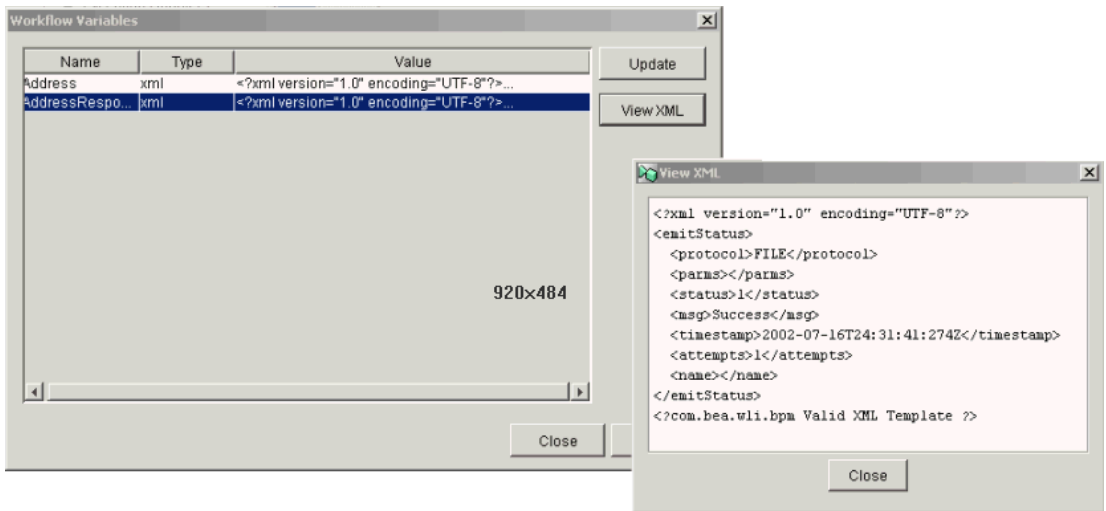 Workflow Variables
Name Type Value
Address xml <?xml version="1.0" encoding="UTF-8"?>...
AddressRespo... xml <?xml version="1.0" encoding="UTF-8"?>...
Update
View XML
920×484
Close
View XML
<?xml version="1.0" encoding="UTF-8"?>
<emitStatus>
<protocol>FILE</protocol>
<parms></parms>
<status>1</status>
<msg>Success</msg>
<timestamp>2002-07-16T24:31:41:274Z</timestamp>
<attempts>1</attempts>
<name></name>
</emitStatus>
<?com.bea.wli.bpm Valid XML Template ?>
Close